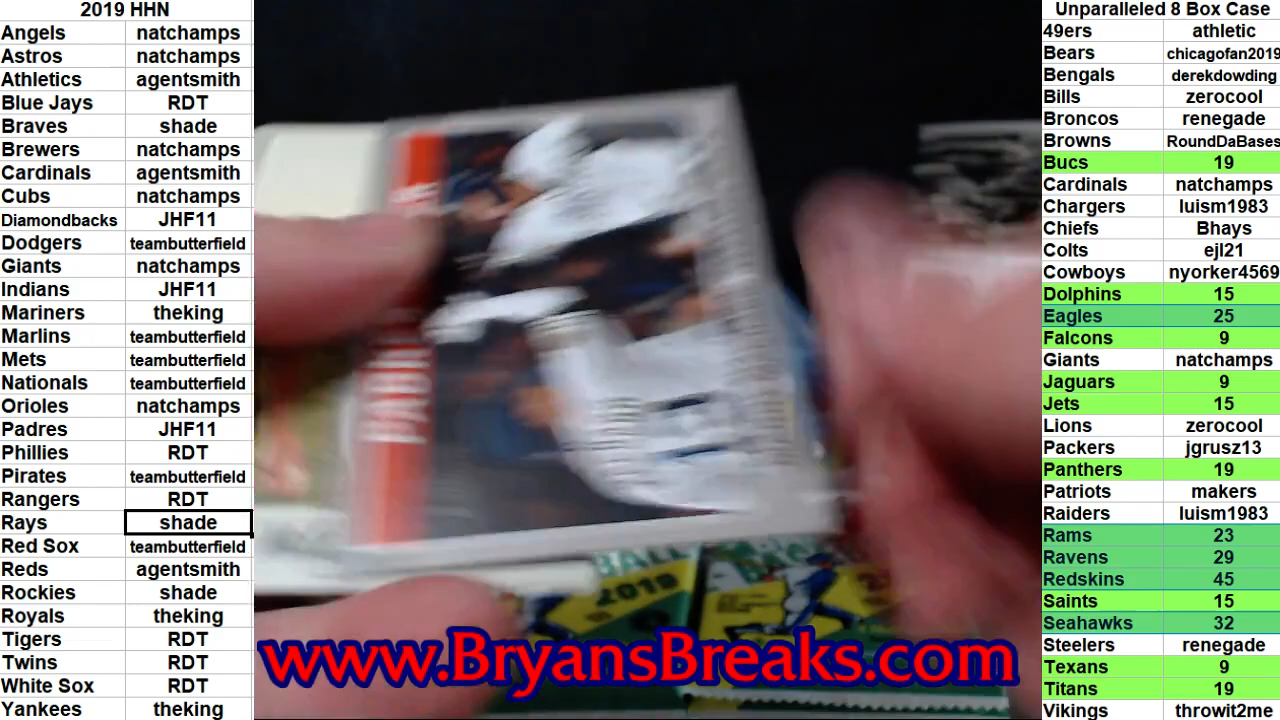 2019 HHN
Angels natchamps
Astros natchamps
Athletics agentsmith
Blue Jays RDT
Braves shade
Brewers natchamps
Cardinals agentsmith
Cubs natchamps
Diamondbacks JHF11
Dodgers teambutterfield
Giants natchamps
Indians JHF11
Mariners theking
Marlins teambutterfield
Mets teambutterfield
Nationals teambutterfield
Orioles natchamps
Padres JHF11
Phillies RDT
Pirates teambutterfield
Rangers RDT
Rays shade
Red Sox teambutterfield
Reds agentsmith
Rockies shade
Royals theking
Tigers RDT
Twins RDT
White Sox RDT
Yankees theking
2019
www.BryansBreaks.com
Unparalleled 8 Box Case
49ers athletic
Bears chicagofan2019
Bengals derekdowding
Bills zerocool
Broncos renegade
Browns RoundDaBases
Bucs 19
Cardinals natchamps
Chargers luism1983
Chiefs Bhays
Colts ejl21
Cowboys nyorker4569
Dolphins 15
Eagles 25
Falcons 9
Giants natchamps
Jaguars 9
Jets 15
Lions zerocool
Packers jgrusz13
Panthers 19
Patriots makers
Raiders luism1983
Rams 23
Ravens 29
Redskins 45
Saints 15
Seahawks 32
Steelers renegade
Texans 9
Titans 19
Vikings throwit2me